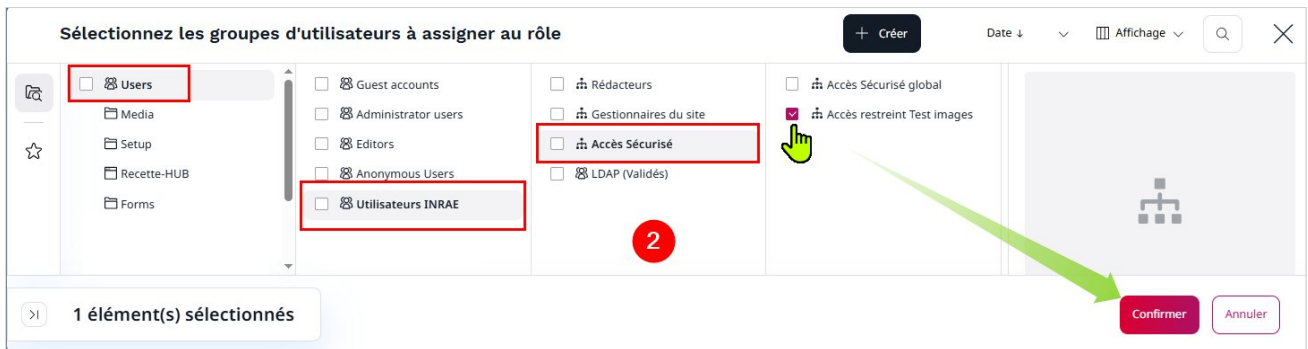 Sélectionnez les groupes d'utilisateurs à assigner au rôle
+ Créer
Date ↓
Affichage
Users
Media
Setup
Recette-HUB
Forms
Guest accounts
Administrator users
Editors
Anonymous Users
Utilisateurs INRAE
Rédacteurs
Gestionnaires du site
Accès Sécurisé
LDAP (Validés)
2
Accès Sécurisé global
Accès restreint Test images
1 élément(s) sélectionnés
Confirmer
Annuler